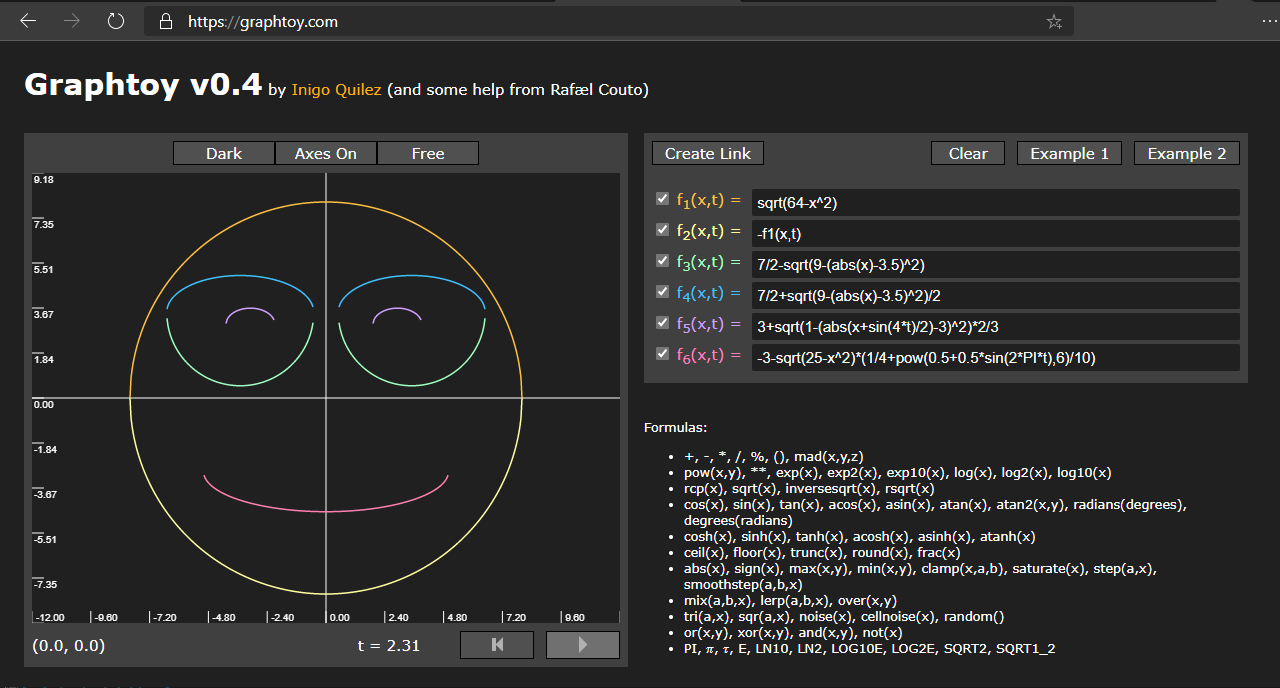 https://graphtoy.com
Graphtoy v0.4 by Inigo Quilez (and some help from Rafæl Couto)
Dark Axes On Free
9.18
7.35
5.51
3.67
1.84
0.00
-1.84
-3.67
-5.51
-7.35
-12.00 -9.60 -7.20 -4.80 -2.40 0.00 2.40 4.80 7.20 9.60
(0.0, 0.0) t = 2.31
Create Link Clear Example 1 Example 2
f1(x,t) = sqrt(64-x^2)
f2(x,t) = -f1(x,t)
f3(x,t) = 7/2-sqrt(9-(abs(x)-3.5)^2)
f4(x,t) = 7/2+sqrt(9-(abs(x)-3.5)^2)/2
f5(x,t) = 3+sqrt(1-(abs(x+sin(4*t)/2)-3)^2)*2/3
f6(x,t) = -3-sqrt(25-x^2)*(1/4+pow(0.5+0.5*sin(2*PI*t),6)/10)
Formulas:
• +, -, *, /, %, (), mad(x,y,z)
• pow(x,y), **, exp(x), exp2(x), exp10(x), log(x), log2(x), log10(x)
• rcp(x), sqrt(x), inversesqrt(x), rsqrt(x)
• cos(x), sin(x), tan(x), acos(x), asin(x), atan(x), atan2(x,y), radians(degrees),
degrees(radians)
• cosh(x), sinh(x), tanh(x), acosh(x), asinh(x), atanh(x)
• ceil(x), floor(x), trunc(x), round(x), frac(x)
• abs(x), sign(x), max(x,y), min(x,y), clamp(x,a,b), saturate(x), step(a,x),
smoothstep(a,b,x)
• mix(a,b,x), lerp(a,b,x), over(x,y)
• tri(a,x), sqr(a,x), noise(x), cellnoise(x), random()
• or(x,y), xor(x,y), and(x,y), not(x)
• PI, π, τ, E, LN10, LN2, LOG10E, LOG2E, SQRT2, SQRT1_2